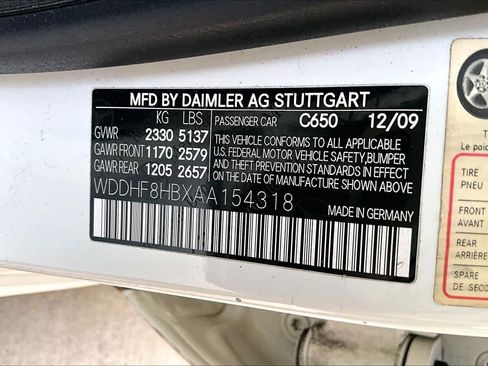 MFD BY DAIMLER AG STUTTGART
KG LBS PASSENGER CAR C650 12/09
GVWR 2330 5137
GAWR FRONT 1170 2579
GAWR REAR 1205 2657
THIS VEHICLE CONFORMS TO ALL APPLICABLE
U.S. FEDERAL MOTOR VEHICLE SAFETY, BUMPER
AND THEFT PREVENTION STANDARDS IN EFFECT
ON THE DATE OF MANUFACTURE SHOWN ABOVE.
WDDHF8HBXAA154318
MADE IN GERMANY
TIRE
PNEU
FRONT
AVANT
REAR
ARRIÈRE
SPARE
DE SECO